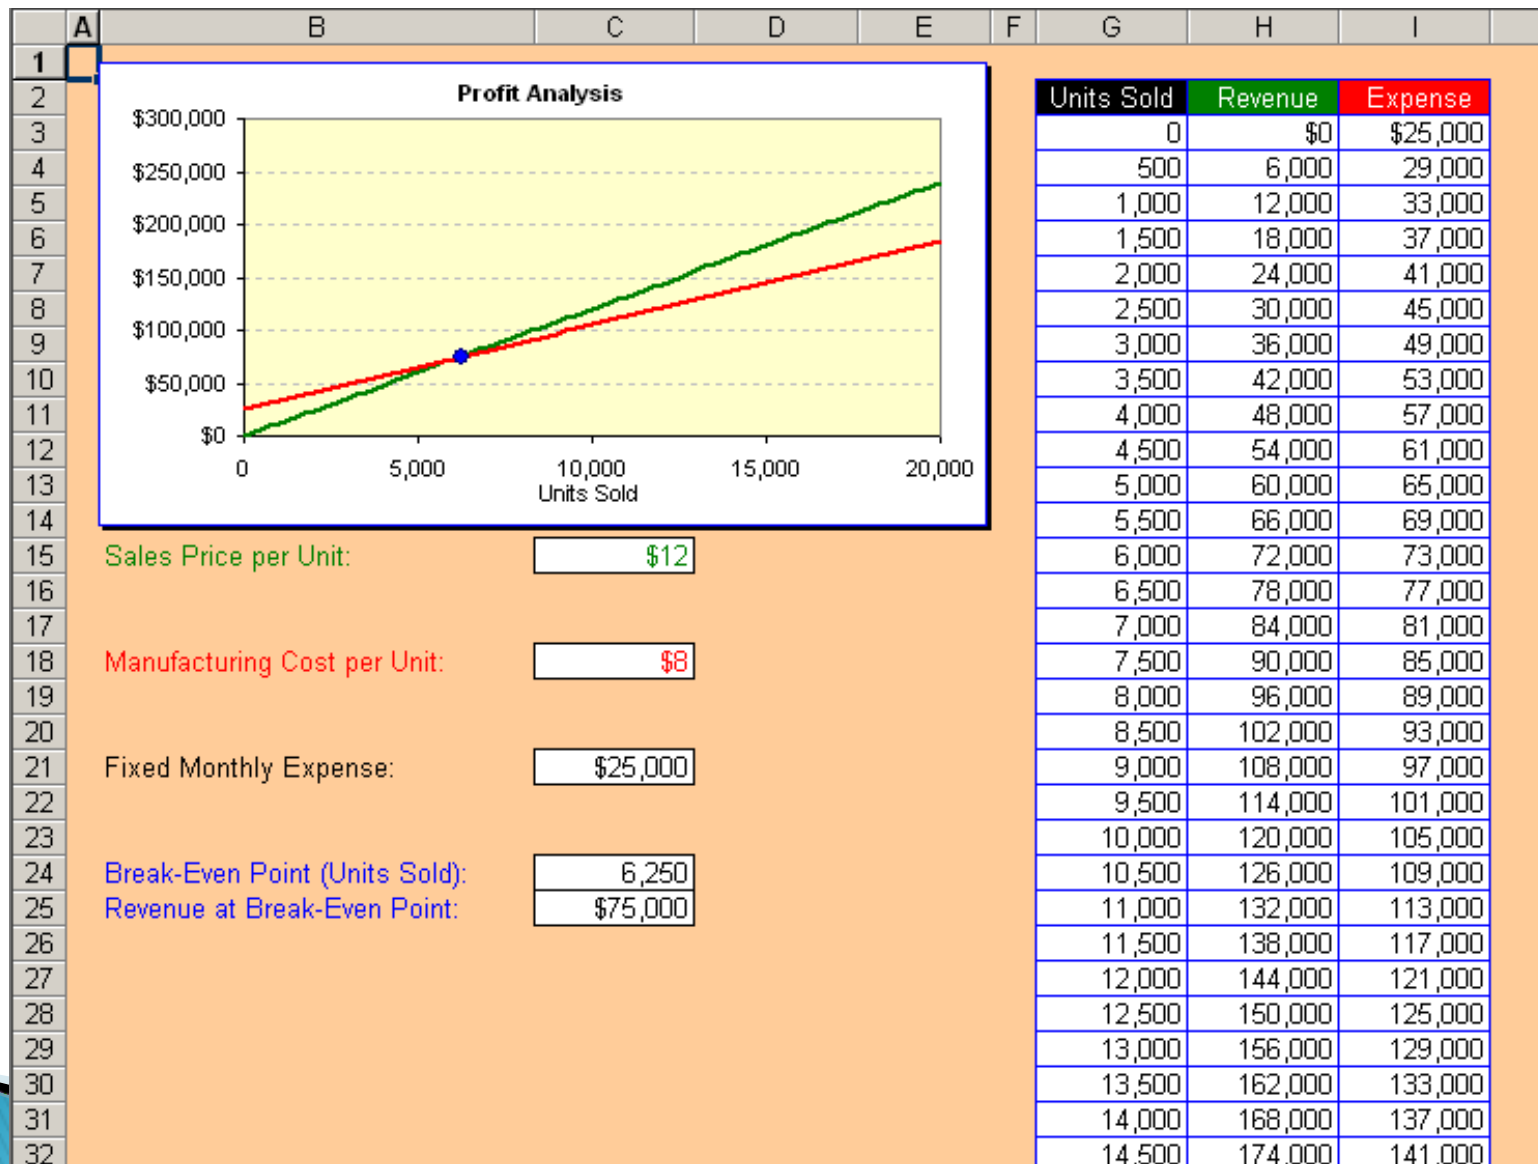 A B C D E F G H I
1
Profit Analysis
2 Units Sold Revenue Expense
$300,000
3 0 $0 $25,000
4 $250,000 500 6,000 29,000
5 1,000 12,000 33,000
6 $200,000 1,500 18,000 37,000
7 $150,000 2,000 24,000 41,000
8 2,500 30,000 45,000
9 $100,000 3,000 36,000 49,000
10 $50,000 3,500 42,000 53,000
11 4,000 48,000 57,000
12 $0 4,500 54,000 61,000
0 5,000 10,000 15,000 20,000
13 Units Sold 5,000 60,000 65,000
14 5,500 66,000 69,000
15 Sales Price per Unit: $12 6,000 72,000 73,000
16 6,500 78,000 77,000
17 7,000 84,000 81,000
18 Manufacturing Cost per Unit: $8 7,500 90,000 85,000
19 8,000 96,000 89,000
20 8,500 102,000 93,000
21 Fixed Monthly Expense: $25,000 9,000 108,000 97,000
22 9,500 114,000 101,000
23 10,000 120,000 105,000
24 Break-Even Point (Units Sold): 6,250 10,500 126,000 109,000
25 Revenue at Break-Even Point: $75,000 11,000 132,000 113,000
26 11,500 138,000 117,000
27 12,000 144,000 121,000
28 12,500 150,000 125,000
29 13,000 156,000 129,000
30 13,500 162,000 133,000
31 14,000 168,000 137,000
32 14,500 174,000 141,000